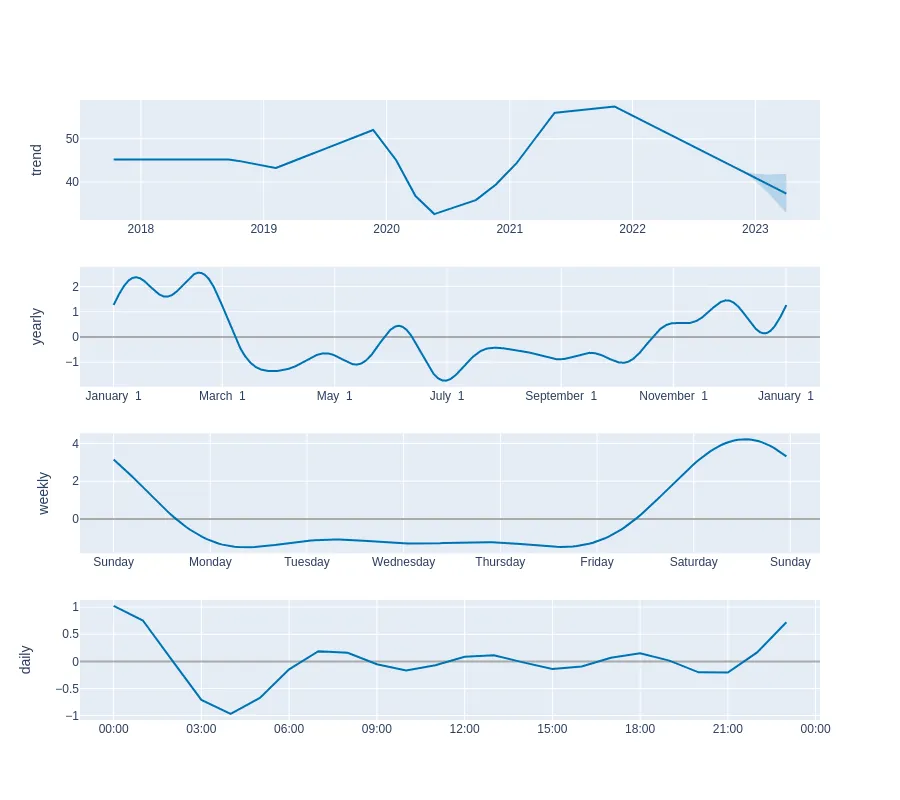 trend
50
40
2018 2019 2020 2021 2022 2023
yearly
2
1
0
−1
January 1 March 1 May 1 July 1 September 1 November 1 January 1
weekly
4
2
0
Sunday Monday Tuesday Wednesday Thursday Friday Saturday Sunday
daily
1
0.5
0
−0.5
−1
00:00 03:00 06:00 09:00 12:00 15:00 18:00 21:00 00:00